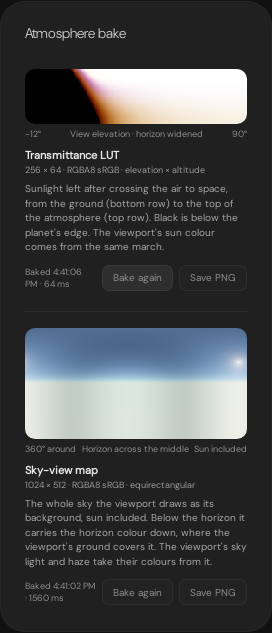 Atmosphere bake
−12° View elevation · horizon widened 90°
Transmittance LUT
256 × 64 · RGBA8 sRGB · elevation × altitude
Sunlight left after crossing the air to space,
from the ground (bottom row) to the top of
the atmosphere (top row). Black is below the
planet's edge. The viewport's sun colour
comes from the same march.
Baked 4:41:06
PM · 64 ms
Bake again
Save PNG
360° around Horizon across the middle Sun included
Sky-view map
1024 × 512 · RGBA8 sRGB · equirectangular
The whole sky the viewport draws as its
background, sun included. Below the horizon it
carries the horizon colour down, where the
viewport's ground covers it. The viewport's sky
light and haze take their colours from it.
Baked 4:41:02 PM
· 1560 ms
Bake again
Save PNG